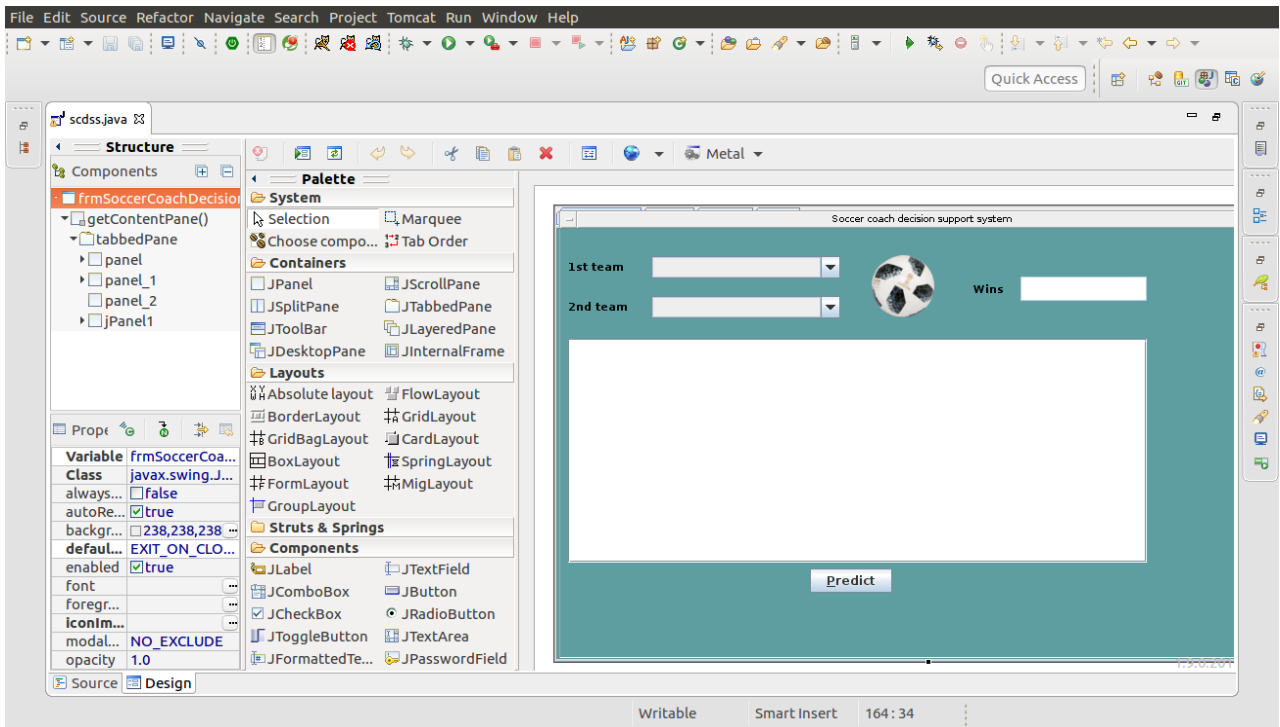 File Edit Source Refactor Navigate Search Project Tomcat Run Window Help
Quick Access
scdss.java
Structure
Components
frmSoccerCoachDecision
getContentPane()
tabbedPane
panel
panel_1
panel_2
jPanel1
Prope
Variable frmSoccerCoa...
Class javax.swing.J...
always... false
autoRe... true
backgr... 238,238,238
defaul... EXIT_ON_CLO...
enabled true
font
foregr...
iconIm...
modal... NO_EXCLUDE
opacity 1.0
Metal
Palette
System
Selection Marquee
Choose compo... Tab Order
Containers
JPanel JScrollPane
JSplitPane JTabbedPane
JToolBar JLayeredPane
JDesktopPane JInternalFrame
Layouts
Absolute layout FlowLayout
BorderLayout GridLayout
GridBagLayout CardLayout
BoxLayout SpringLayout
FormLayout MigLayout
GroupLayout
Struts & Springs
Components
JLabel JTextField
JComboBox JButton
JCheckBox JRadioButton
JToggleButton JTextArea
JFormattedTe... JPasswordField
Soccer coach decision support system
1st team
Wins
2nd team
Predict
Source Design
Writable Smart Insert 164:34